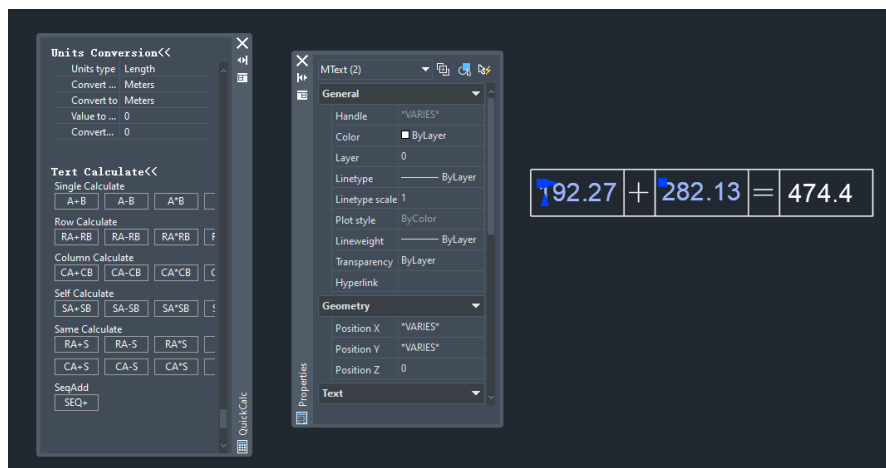 Units Conversion<<
Units type Length
Convert ... Meters
Convert to Meters
Value to ... 0
Convert... 0
Text Calculate<<
Single Calculate
A+B A-B A*B
Row Calculate
RA+RB RA-RB RA*RB
Column Calculate
CA+CB CA-CB CA*CB
Self Calculate
SA+SB SA-SB SA*SB
Same Calculate
RA+S RA-S RA*S
CA+S CA-S CA*S
SeqAdd
SEQ+
QuickCalc
MText (2)
General
Handle *VARIES*
Color ByLayer
Layer 0
Linetype ByLayer
Linetype scale 1
Plot style ByColor
Lineweight ByLayer
Transparency ByLayer
Hyperlink
Geometry
Position X *VARIES*
Position Y *VARIES*
Position Z 0
Text
Properties
192.27 + 282.13 = 474.4